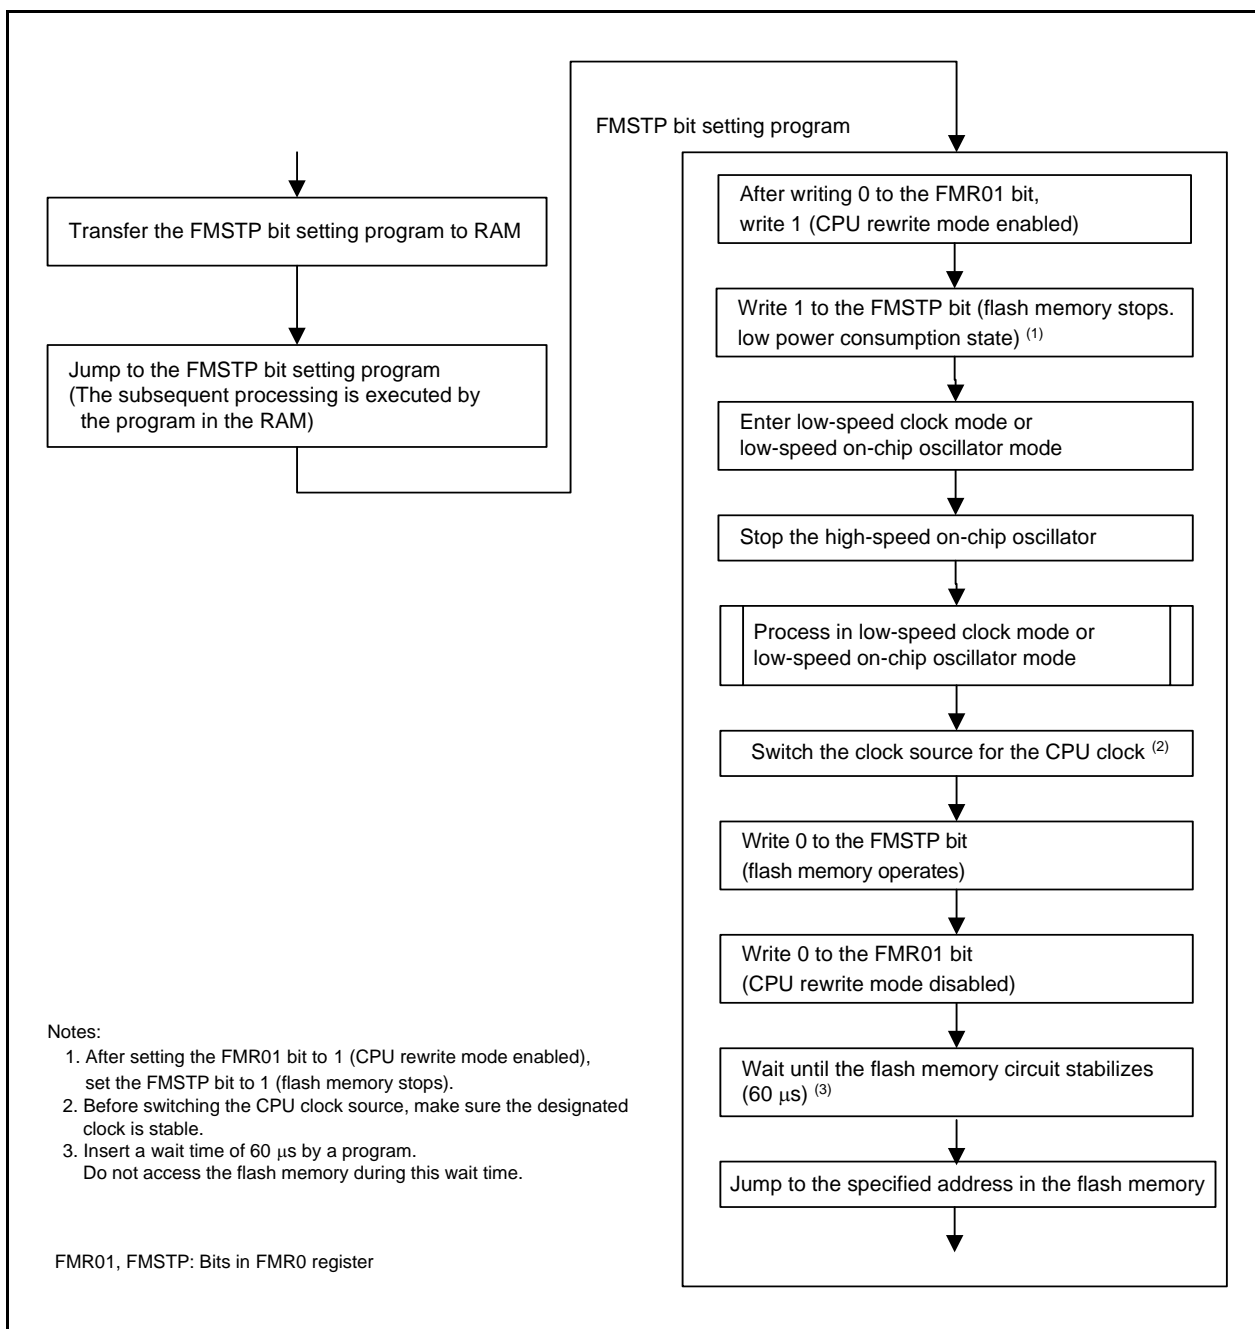 Transfer the FMSTP bit setting program to RAM
Jump to the FMSTP bit setting program
(The subsequent processing is executed by
the program in the RAM)
FMSTP bit setting program
After writing 0 to the FMR01 bit,
write 1 (CPU rewrite mode enabled)
Write 1 to the FMSTP bit (flash memory stops.
low power consumption state) (1)
Enter low-speed clock mode or
low-speed on-chip oscillator mode
Stop the high-speed on-chip oscillator
Process in low-speed clock mode or
low-speed on-chip oscillator mode
Switch the clock source for the CPU clock (2)
Write 0 to the FMSTP bit
(flash memory operates)
Write 0 to the FMR01 bit
(CPU rewrite mode disabled)
Wait until the flash memory circuit stabilizes
(60 μs) (3)
Jump to the specified address in the flash memory
Notes:
1. After setting the FMR01 bit to 1 (CPU rewrite mode enabled),
set the FMSTP bit to 1 (flash memory stops).
2. Before switching the CPU clock source, make sure the designated
clock is stable.
3. Insert a wait time of 60 μs by a program.
Do not access the flash memory during this wait time.
FMR01, FMSTP: Bits in FMR0 register